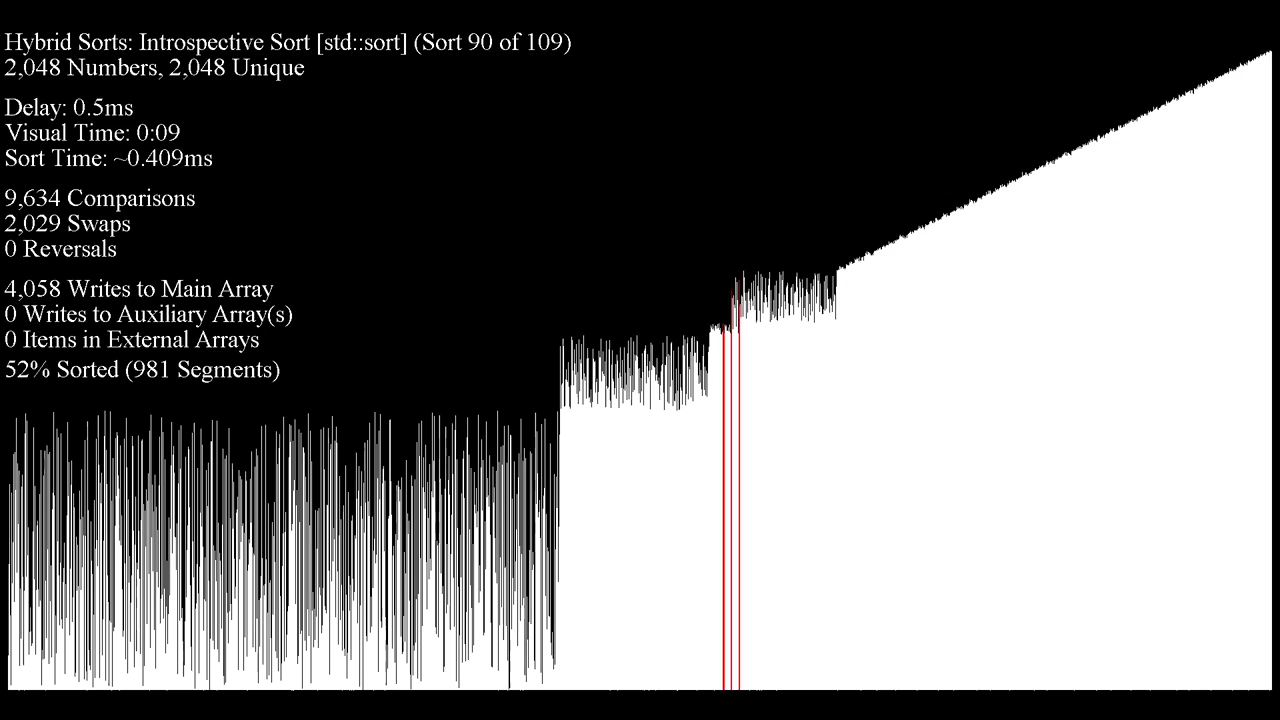 Hybrid Sorts: Introspective Sort [std::sort] (Sort 90 of 109)
2,048 Numbers, 2,048 Unique
Delay: 0.5ms
Visual Time: 0:09
Sort Time: ~0.409ms
9,634 Comparisons
2,029 Swaps
0 Reversals
4,058 Writes to Main Array
0 Writes to Auxiliary Array(s)
0 Items in External Arrays
52% Sorted (981 Segments)